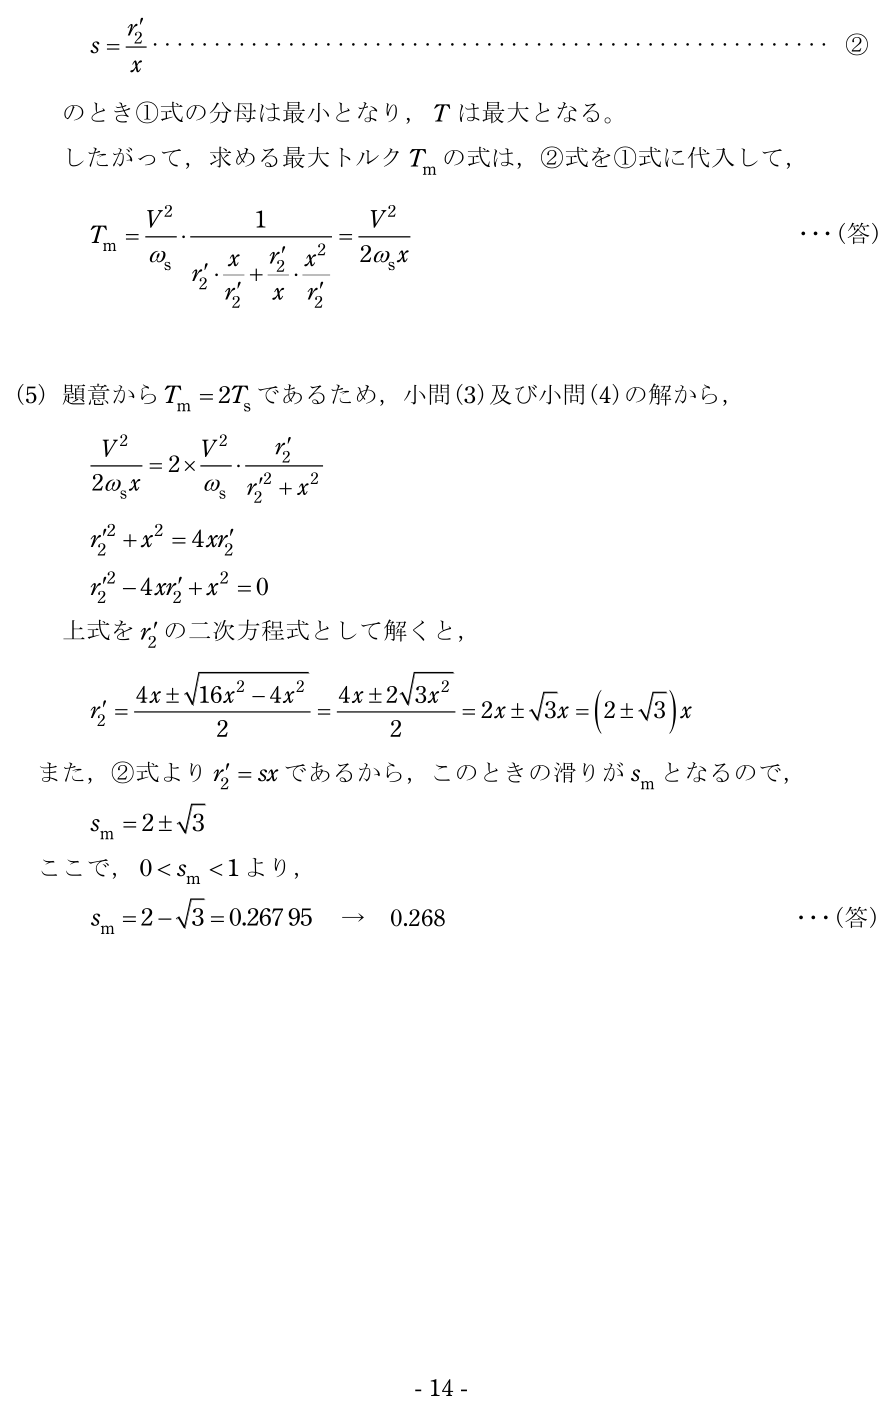 s = r₂′/x ‥‥‥‥‥‥‥‥‥‥‥‥‥‥‥‥‥‥‥‥‥‥‥‥‥‥‥ ②
のとき①式の分母は最小となり， T は最大となる。
したがって，求める最大トルク Tₘ の式は，②式を①式に代入して，
Tₘ = V²/ωₛ · 1/(r₂′ · x/r₂′ + r₂′/x · x²/r₂′) = V²/(2ωₛx) ･･･(答)
(5) 題意から Tₘ = 2Tₛ であるため，小問(3)及び小問(4)の解から，
V²/(2ωₛx) = 2 × V²/ωₛ · r₂′/(r₂′² + x²)
r₂′² + x² = 4xr₂′
r₂′² − 4xr₂′ + x² = 0
上式を r₂′ の二次方程式として解くと，
r₂′ = (4x ± √(16x² − 4x²))/2 = (4x ± 2√(3x²))/2 = 2x ± √3x = (2 ± √3)x
また，②式より r₂′ = sx であるから，このときの滑りが sₘ となるので，
sₘ = 2 ± √3
ここで， 0 < sₘ < 1 より，
sₘ = 2 − √3 = 0.267 95 → 0.268 ･･･(答)
- 14 -